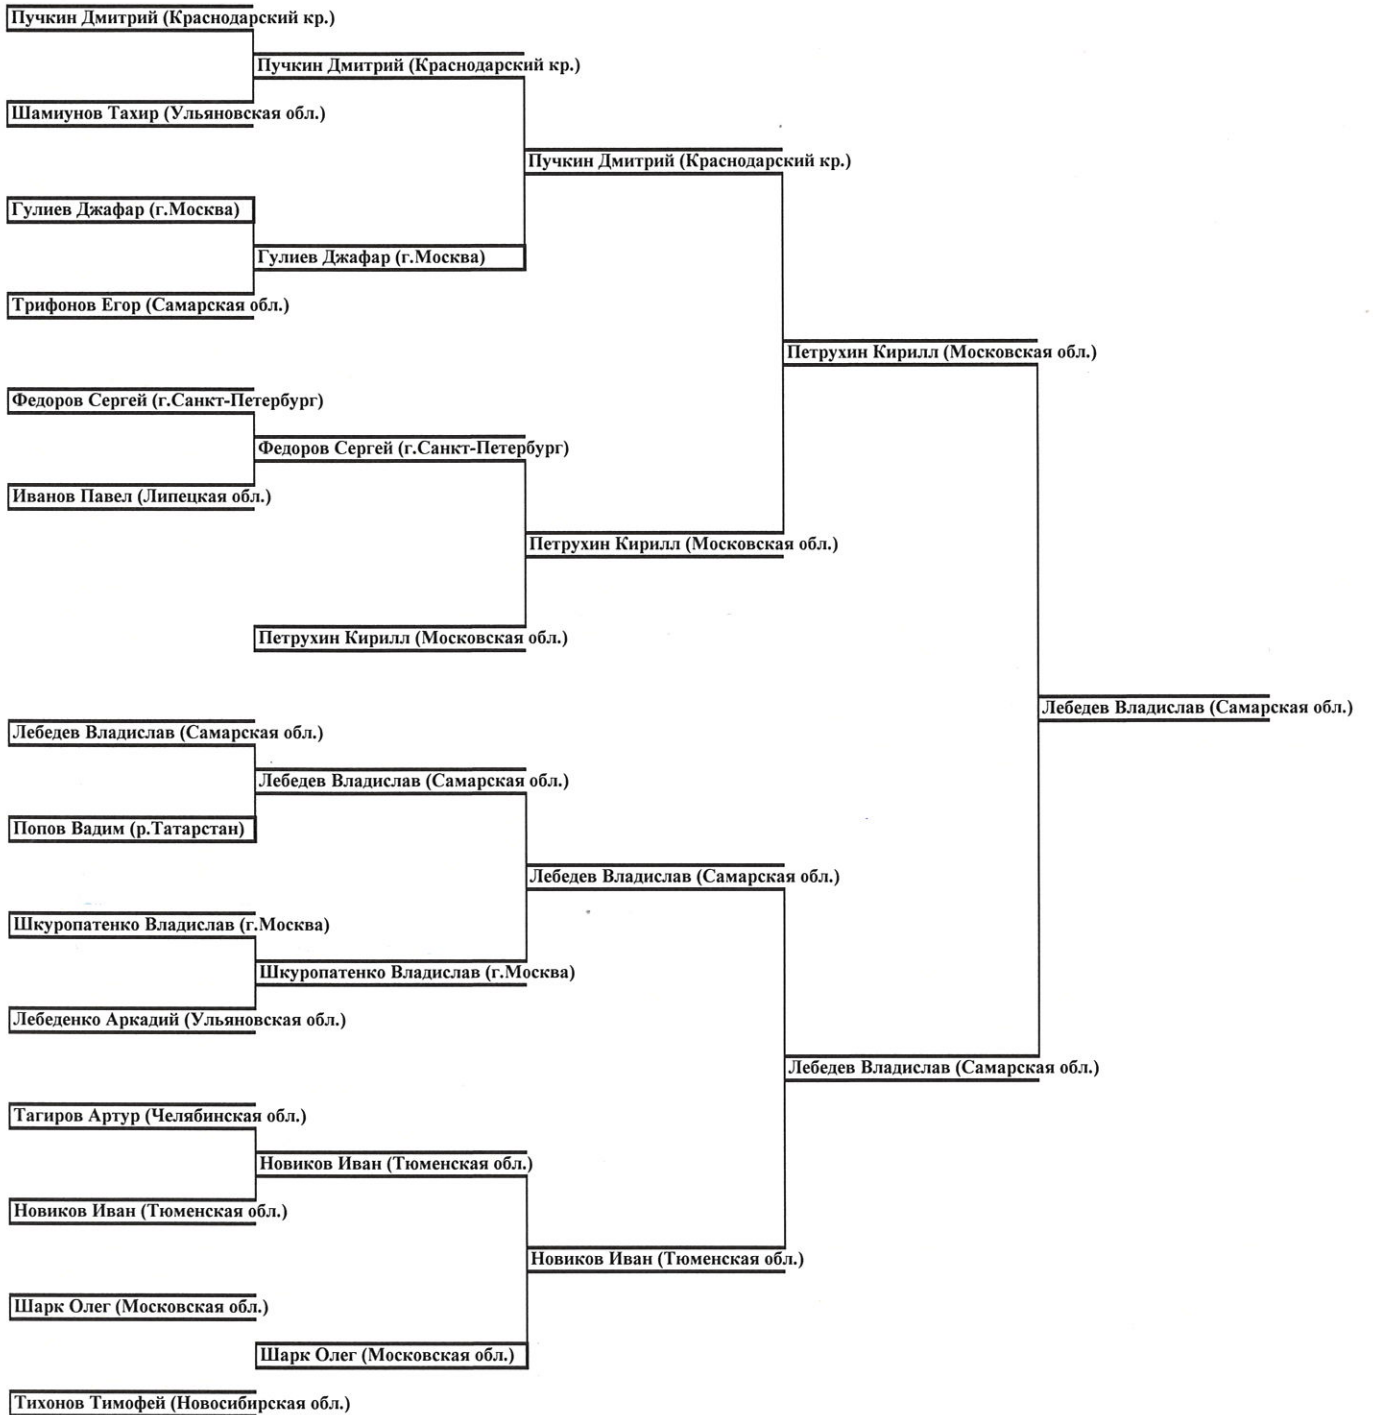 Пучкин Дмитрий (Краснодарский кр.)
Пучкин Дмитрий (Краснодарский кр.)
Шамиунов Тахир (Ульяновская обл.)
Пучкин Дмитрий (Краснодарский кр.)
Гулиев Джафар (г.Москва)
Гулиев Джафар (г.Москва)
Трифонов Егор (Самарская обл.)
Петрухин Кирилл (Московская обл.)
Федоров Сергей (г.Санкт-Петербург)
Федоров Сергей (г.Санкт-Петербург)
Иванов Павел (Липецкая обл.)
Петрухин Кирилл (Московская обл.)
Петрухин Кирилл (Московская обл.)
Лебедев Владислав (Самарская обл.)
Лебедев Владислав (Самарская обл.)
Лебедев Владислав (Самарская обл.)
Попов Вадим (р.Татарстан)
Лебедев Владислав (Самарская обл.)
Шкуропатенко Владислав (г.Москва)
Шкуропатенко Владислав (г.Москва)
Лебеденко Аркадий (Ульяновская обл.)
Лебедев Владислав (Самарская обл.)
Тагиров Артур (Челябинская обл.)
Новиков Иван (Тюменская обл.)
Новиков Иван (Тюменская обл.)
Новиков Иван (Тюменская обл.)
Шарк Олег (Московская обл.)
Шарк Олег (Московская обл.)
Тихонов Тимофей (Новосибирская обл.)